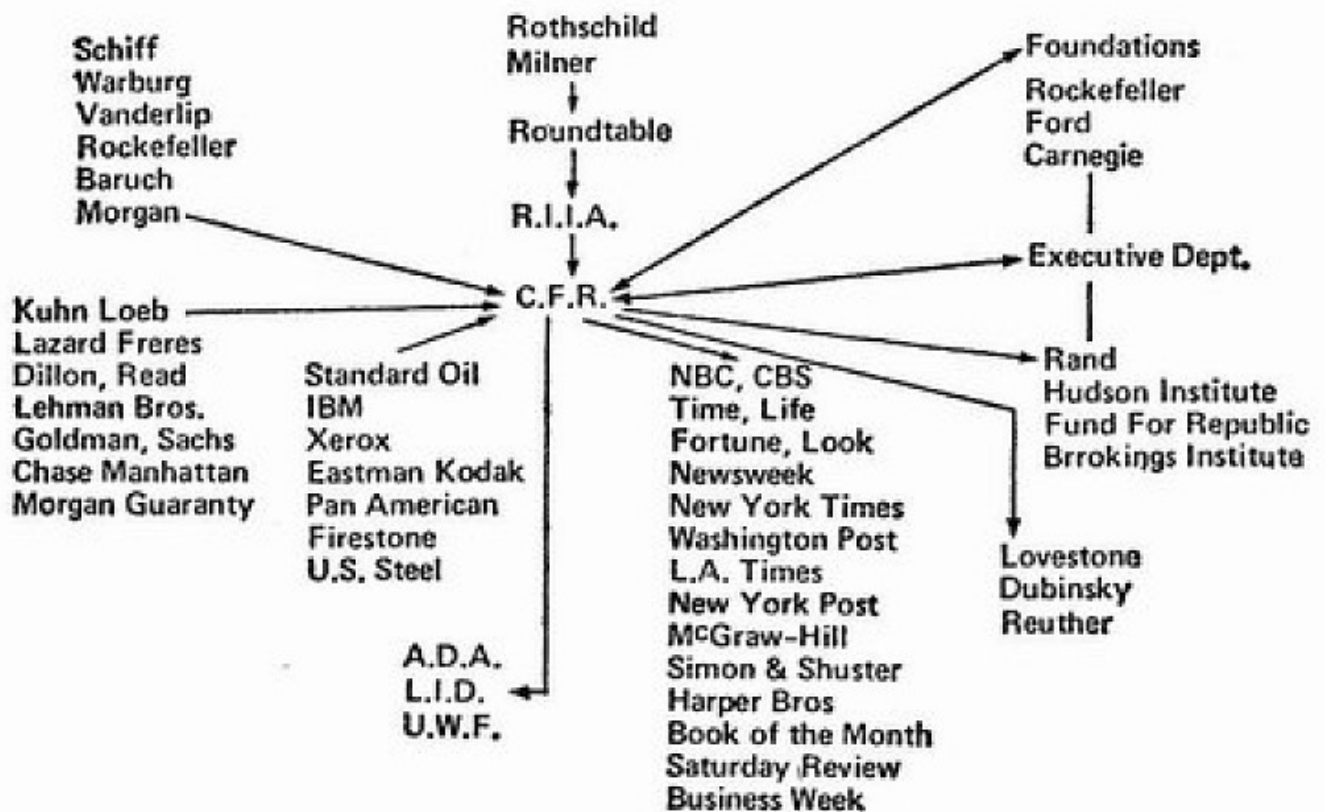 Schiff
Warburg
Vanderlip
Rockefeller
Baruch
Morgan
Rothschild
Milner
Roundtable
R.I.I.A.
C.F.R.
Foundations
Rockefeller
Ford
Carnegie
Executive Dept.
Rand
Hudson Institute
Fund For Republic
Brrokings Institute
Kuhn Loeb
Lazard Freres
Dillon, Read
Lehman Bros.
Goldman, Sachs
Chase Manhattan
Morgan Guaranty
Standard Oil
IBM
Xerox
Eastman Kodak
Pan American
Firestone
U.S. Steel
NBC, CBS
Time, Life
Fortune, Look
Newsweek
New York Times
Washington Post
L.A. Times
New York Post
McGraw-Hill
Simon & Shuster
Harper Bros
Book of the Month
Saturday Review
Business Week
Lovestone
Dubinsky
Reuther
A.D.A.
L.I.D.
U.W.F.